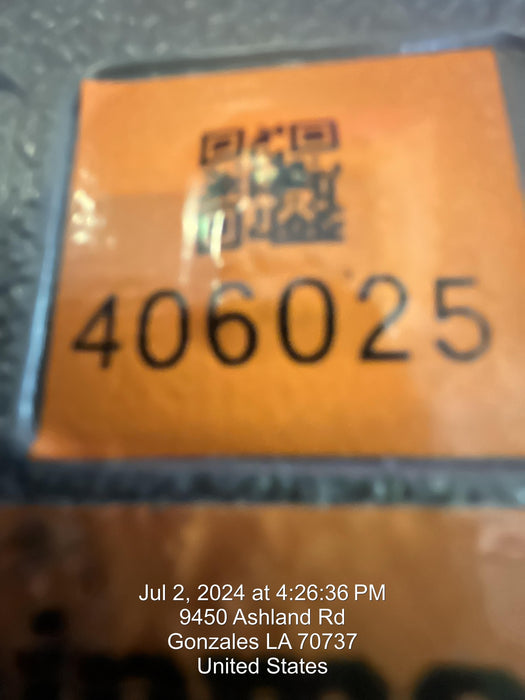 406025
Jul 2, 2024 at 4:26:36 PM
9450 Ashland Rd
Gonzales LA 70737
United States